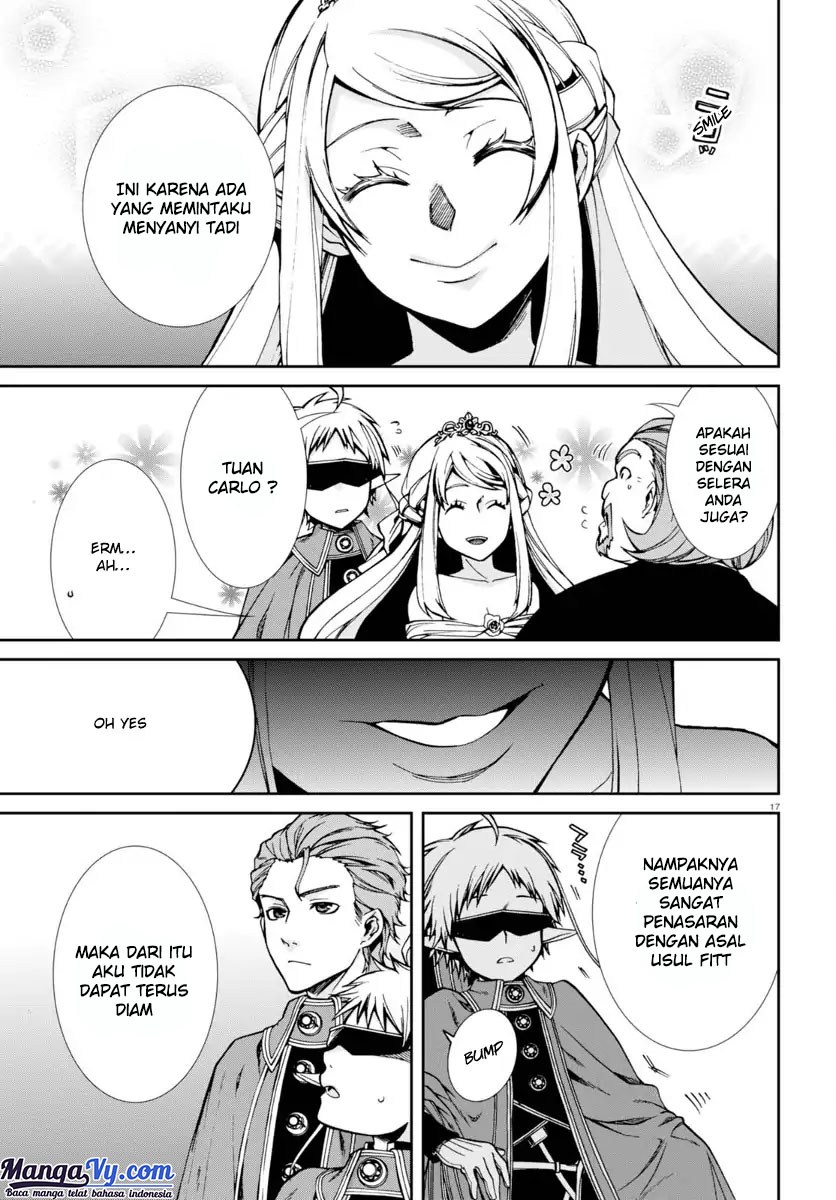 SMILE
INI KARENA ADA
YANG MEMINTAKU
MENYANYI TADI
APAKAH
SESUAI
DENGAN
SELERA
ANDA
JUGA?
TUAN
CARLO ?
ERM...
AH...
OH YES
17
NAMPAKNYA
SEMUANYA
SANGAT
PENASARAN
DENGAN ASAL
USUL FITT
BUMP
MAKA DARI ITU
AKU TIDAK
DAPAT TERUS
DIAM
MangaVy.com
Baca manga telat bahasa indonesia